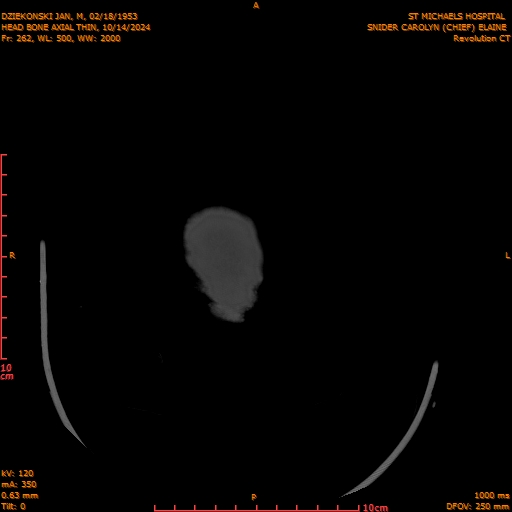 A
DZIEKONSKI JAN, M, 02/18/1953
HEAD BONE AXIAL THIN, 10/14/2024
Fr: 262, WL: 500, WW: 2000
ST MICHAELS HOSPITAL
SNIDER CAROLYN (CHIEF) ELAINE
Revolution CT
R
L
10
cm
kV: 120
mA: 350
0.63 mm
Tilt: 0
P
10cm
1000 ms
DFOV: 250 mm